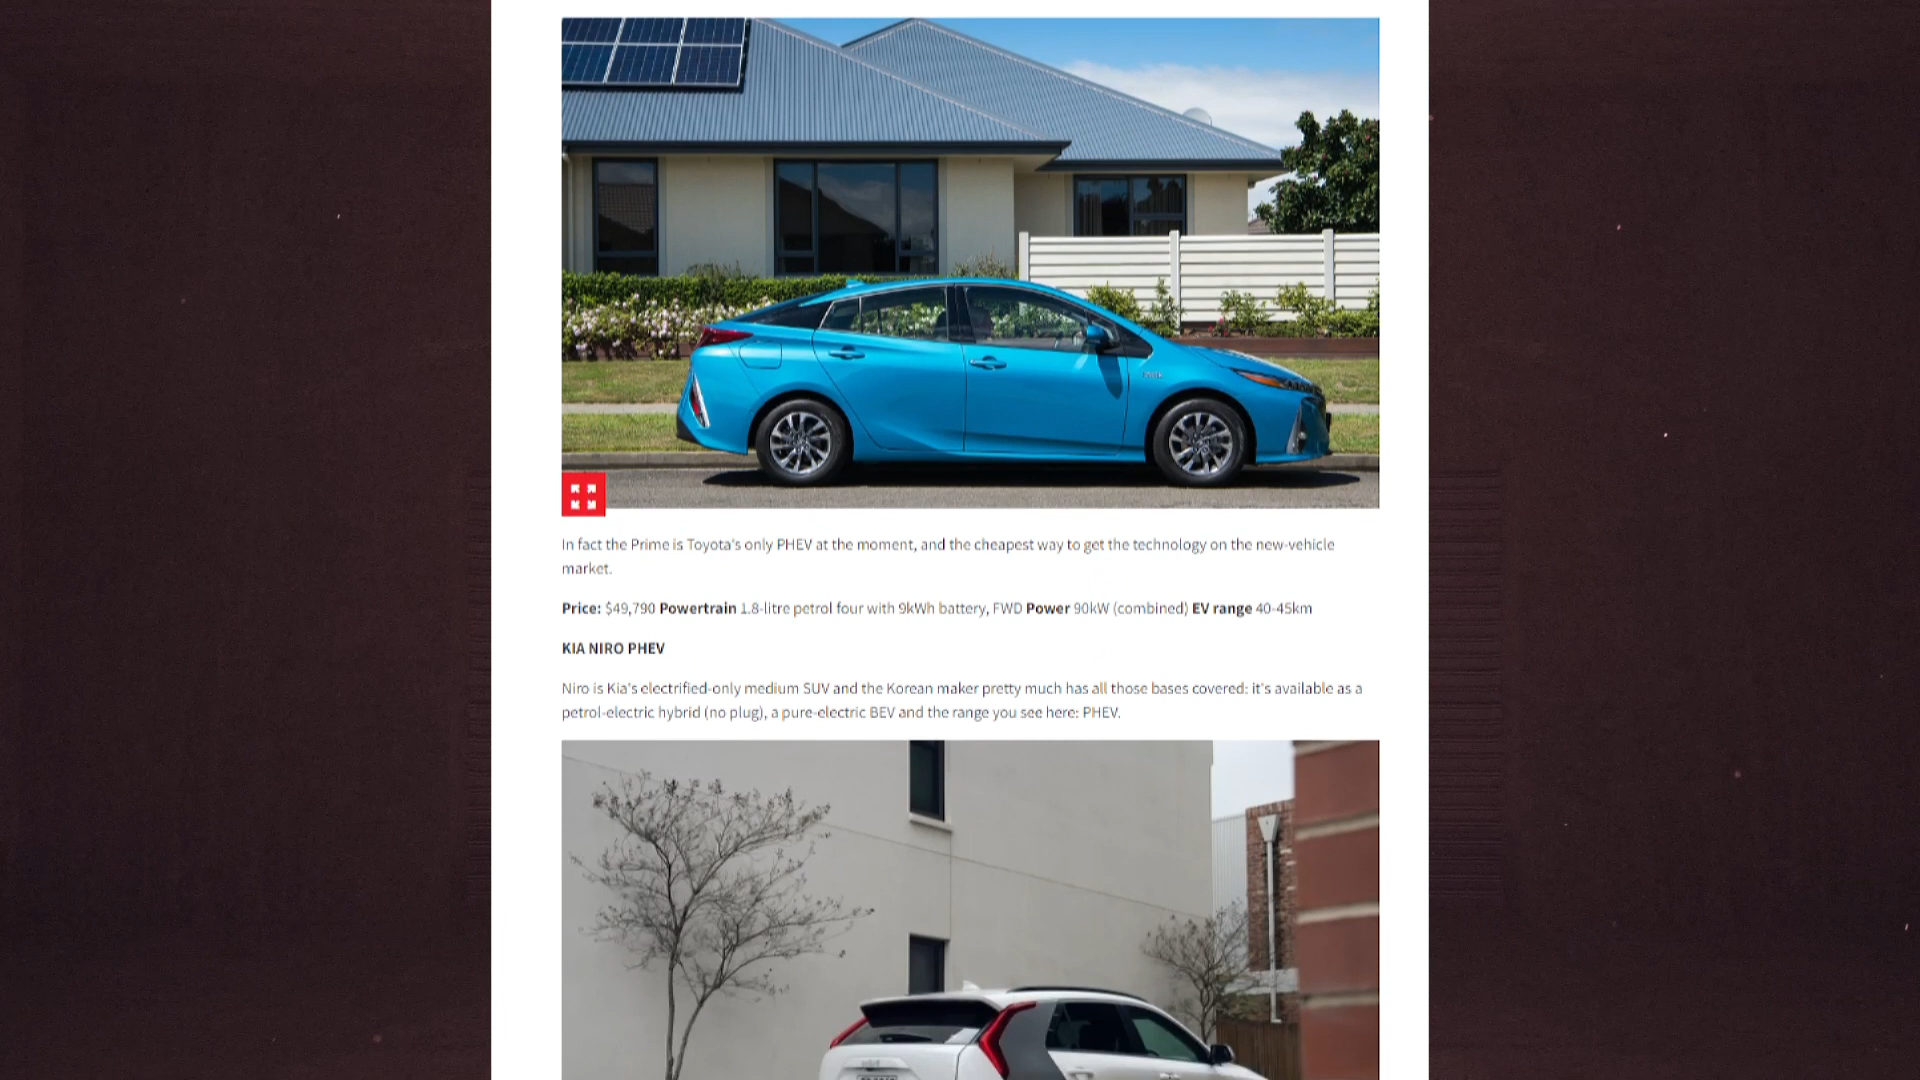 In fact the Prime is Toyota's only PHEV at the moment, and the cheapest way to get the technology on the new-vehicle
market.
Price: $49,790 Powertrain 1.8-litre petrol four with 9kWh battery, FWD Power 90kW (combined) EV range 40-45km
KIA NIRO PHEV
Niro is Kia's electrified-only medium SUV and the Korean maker pretty much has all those bases covered: it's available as a
petrol-electric hybrid (no plug), a pure-electric BEV and the range you see here: PHEV.